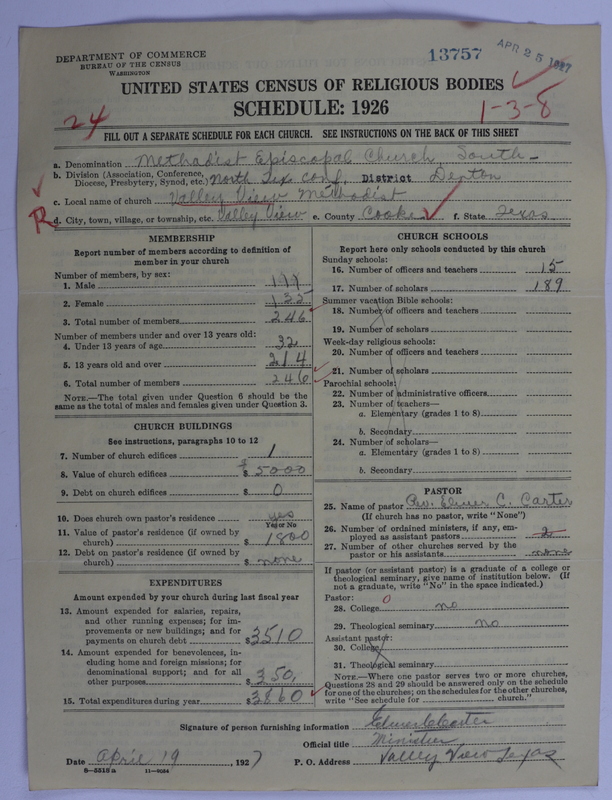 DEPARTMENT OF COMMERCE
BUREAU OF THE CENSUS
WASHINGTON
13757
APR 25 1927
UNITED STATES CENSUS OF RELIGIOUS BODIES
SCHEDULE: 1926
24
1-3-8
FILL OUT A SEPARATE SCHEDULE FOR EACH CHURCH. SEE INSTRUCTIONS ON THE BACK OF THIS SHEET
a. Denomination Methodist Episcopal Church, South
b. Division (Association, Conference, Diocese, Presbytery, Synod, etc.) North Tex Conf. District Denton
c. Local name of church Valley View Methodist
R
d. City, town, village, or township, etc. Valley View e. County Cooke f. State Texas
MEMBERSHIP
Report number of members according to definition of
member in your church
Number of members, by sex:
1. Male
2. Female
3. Total number of members 246
Number of members under and over 13 years old:
4. Under 13 years of age 32
5. 13 years old and over 214
6. Total number of members 246
NOTE.—The total given under Question 6 should be the
same as the total of males and females given under Question 3.
CHURCH BUILDINGS
See instructions, paragraphs 10 to 12
7. Number of church edifices 1
8. Value of church edifices $ 5000
9. Debt on church edifices $ 0
10. Does church own pastor's residence yes
Yes or No
11. Value of pastor's residence (if owned by
church) $ 1800
12. Debt on pastor's residence (if owned by
church) $ none
EXPENDITURES
Amount expended by your church during last fiscal year
13. Amount expended for salaries, repairs,
and other running expenses; for im-
provements or new buildings; and for
payments on church debt $ 3510
14. Amount expended for benevolences, in-
cluding home and foreign missions; for
denominational support; and for all
other purposes $ 350
15. Total expenditures during year $ 3860
CHURCH SCHOOLS
Report here only schools conducted by this church
Sunday schools:
16. Number of officers and teachers 15
17. Number of scholars 189
Summer vacation Bible schools:
18. Number of officers and teachers
19. Number of scholars
Week-day religious schools:
20. Number of officers and teachers
21. Number of scholars
Parochial schools:
22. Number of administrative officers
23. Number of teachers—
a. Elementary (grades 1 to 8)
b. Secondary
24. Number of scholars—
a. Elementary (grades 1 to 8)
b. Secondary
PASTOR
25. Name of pastor Rev. Elmer C. Carter
(If church has no pastor, write "None")
26. Number of ordained ministers, if any, em-
ployed as assistant pastors
27. Number of other churches served by the
pastor or his assistants none
If pastor (or assistant pastor) is a graduate of a college or
theological seminary, give name of institution below. (If
not a graduate, write "No" in the space indicated.)
Pastor: 0
28. College no
29. Theological seminary no
Assistant pastor:
30. College
31. Theological seminary
NOTE.—Where one pastor serves two or more churches,
Questions 28 and 29 should be answered only on the schedule
for one of the churches; on the schedules for the other churches,
write "See schedule for church."
Signature of person furnishing information Elmer C Carter
Official title Minister
Date April 19, 1927 P. O. Address Valley View Texas
8—5513a 11—9024